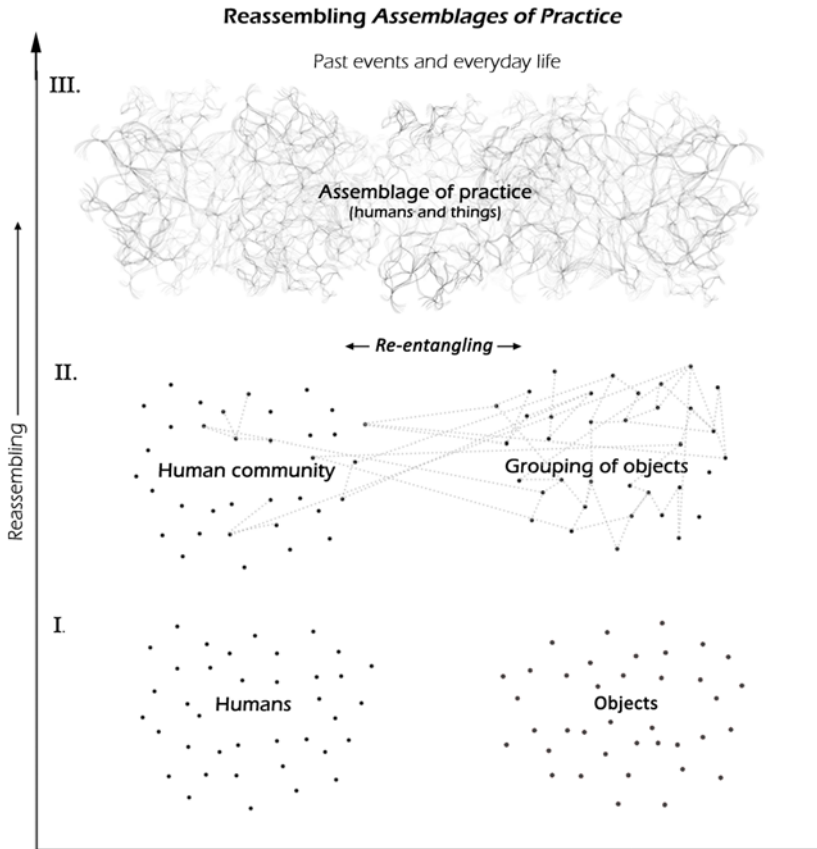 Reassembling Assemblages of Practice
Past events and everyday life
III.
Assemblage of practice
(humans and things)
Re-entangling
II.
Human community
Grouping of objects
Reassembling
I.
Humans
Objects